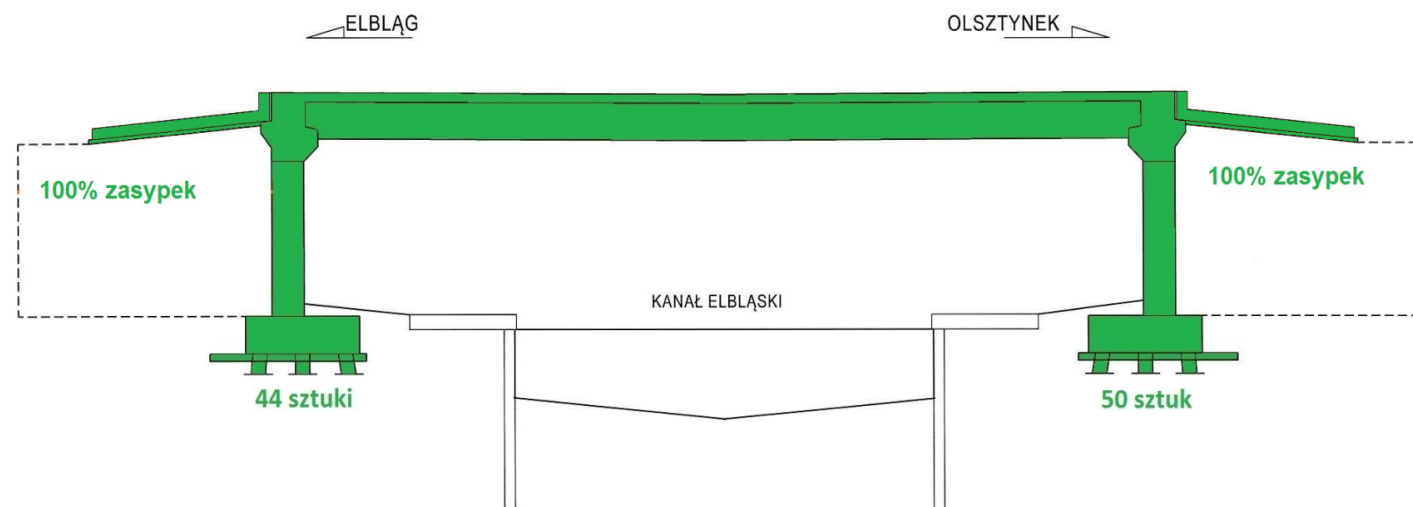 ELBLĄG
OLSZTYNEK
100% zasypek
100% zasypek
KANAŁ ELBLĄSKI
44 sztuki
50 sztuk